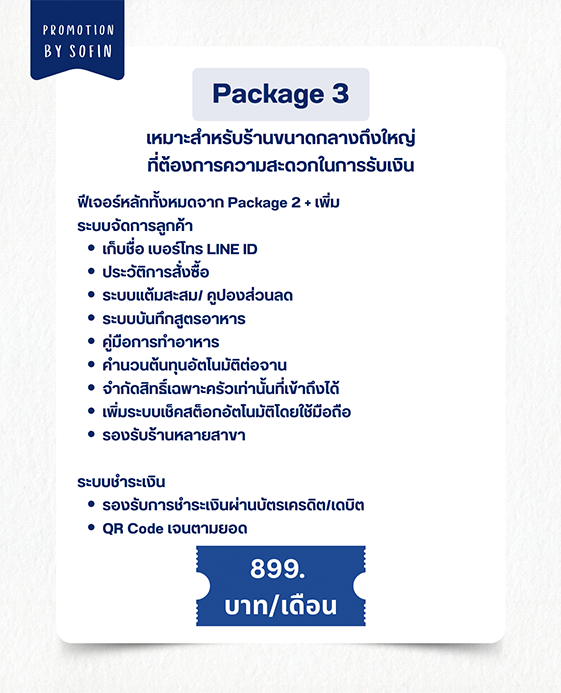 PROMOTION
BY SOFIN
Package 3
เหมาะสำหรับร้านขนาดกลางถึงใหญ่
ที่ต้องการความสะดวกในการรับเงิน
ฟีเจอร์หลักทั้งหมดจาก Package 2 + เพิ่ม
ระบบจัดการลูกค้า
• เก็บชื่อ เบอร์โทร LINE ID
• ประวัติการสั่งซื้อ
• ระบบแต้มสะสม/ คูปองส่วนลด
• ระบบบันทึกสูตรอาหาร
• คู่มือการทำอาหาร
• คำนวนต้นทุนอัตโนมัติต่อจาน
• จำกัดสิทธิ์เฉพาะครัวเท่านั้นที่เข้าถึงได้
• เพิ่มระบบเช็คสต็อกอัตโนมัติโดยใช้มือถือ
• รองรับร้านหลายสาขา
ระบบชำระเงิน
• รองรับการชำระเงินผ่านบัตรเครดิต/เดบิต
• QR Code เจนตามยอด
899.
บาท/เดือน